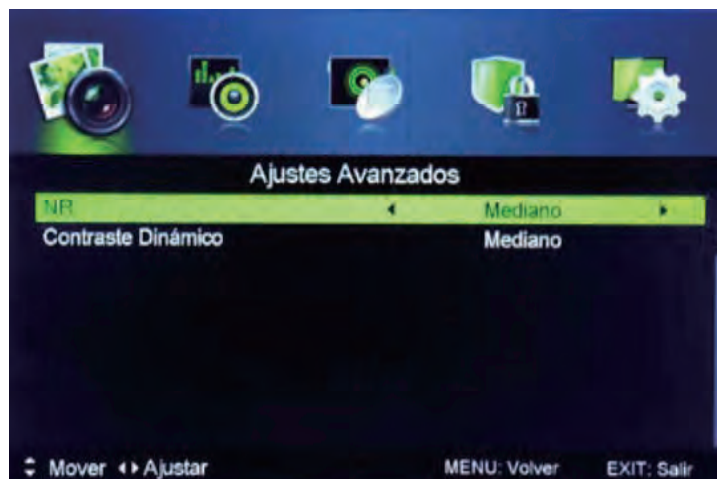 Ajustes Avanzados
NR Mediano
Contraste Dinámico Mediano
Mover Ajustar MENU: Volver EXIT: Salir